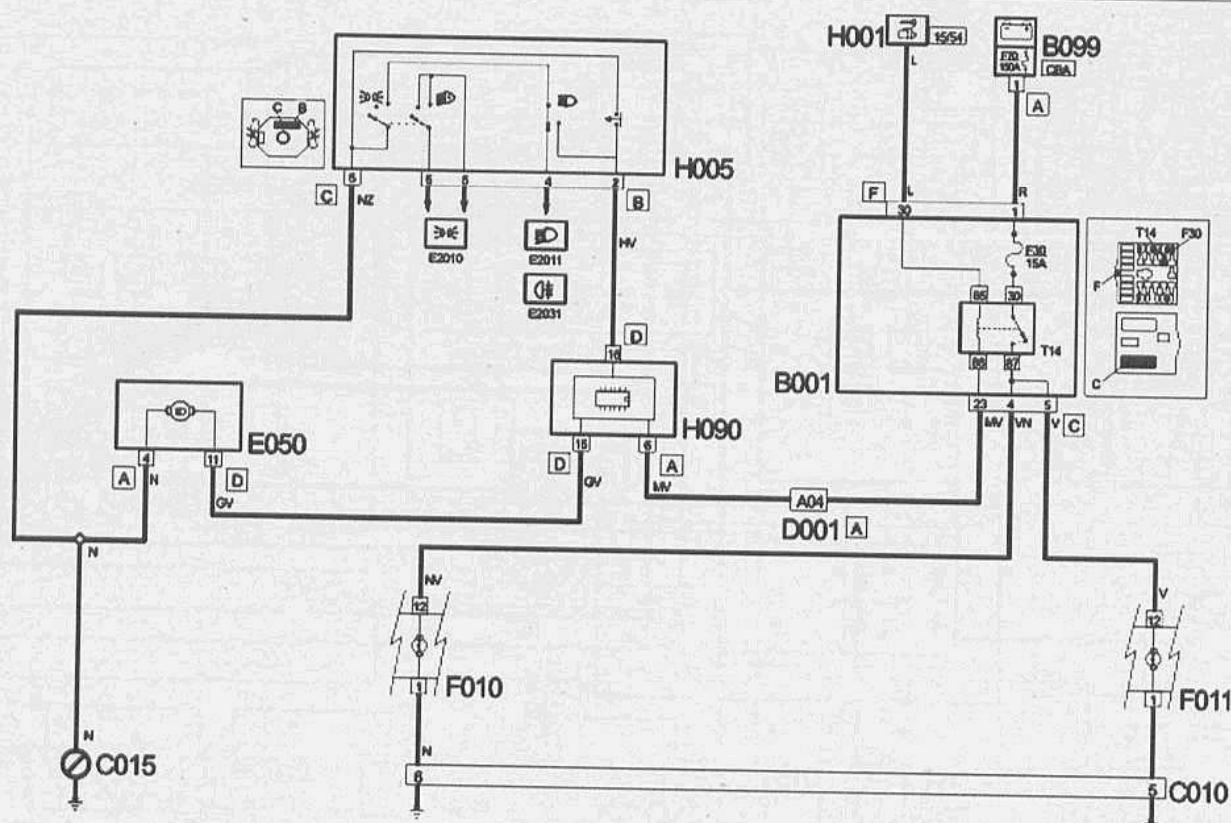 H001
15/54
L
B099
F70
150A
CBA
1
A
C B
H005
6 6 5 4 2
C
NZ
B
HV
E2010
E2011
E2031
F
L
R
30
1
F30
15A
85
30
T14
86
87
B001
23 4 5
MV VN V
C
T14 F30
F
C
D
16
H090
15 6
D
GV
A
MV
E050
4 11
A
N
D
GV
N
A04
D001
A
NV
12
1
F010
N
V
12
1
F011
N
C015
6
5
C010